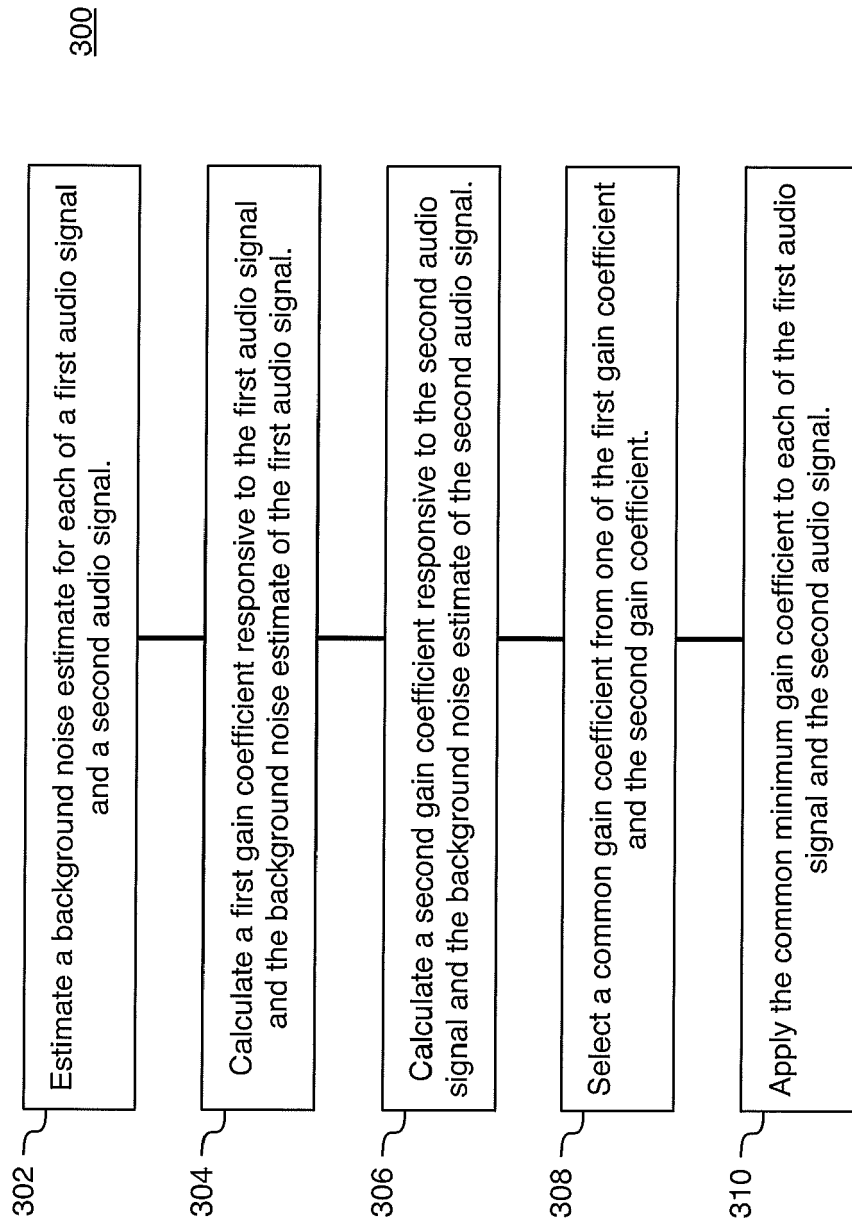 300
302
Estimate a background noise estimate for each of a first audio signal
and a second audio signal.
304
Calculate a first gain coefficient responsive to the first audio signal
and the background noise estimate of the first audio signal.
306
Calculate a second gain coefficient responsive to the second audio
signal and the background noise estimate of the second audio signal.
308
Select a common gain coefficient from one of the first gain coefficient
and the second gain coefficient.
310
Apply the common minimum gain coefficient to each of the first audio
signal and the second audio signal.